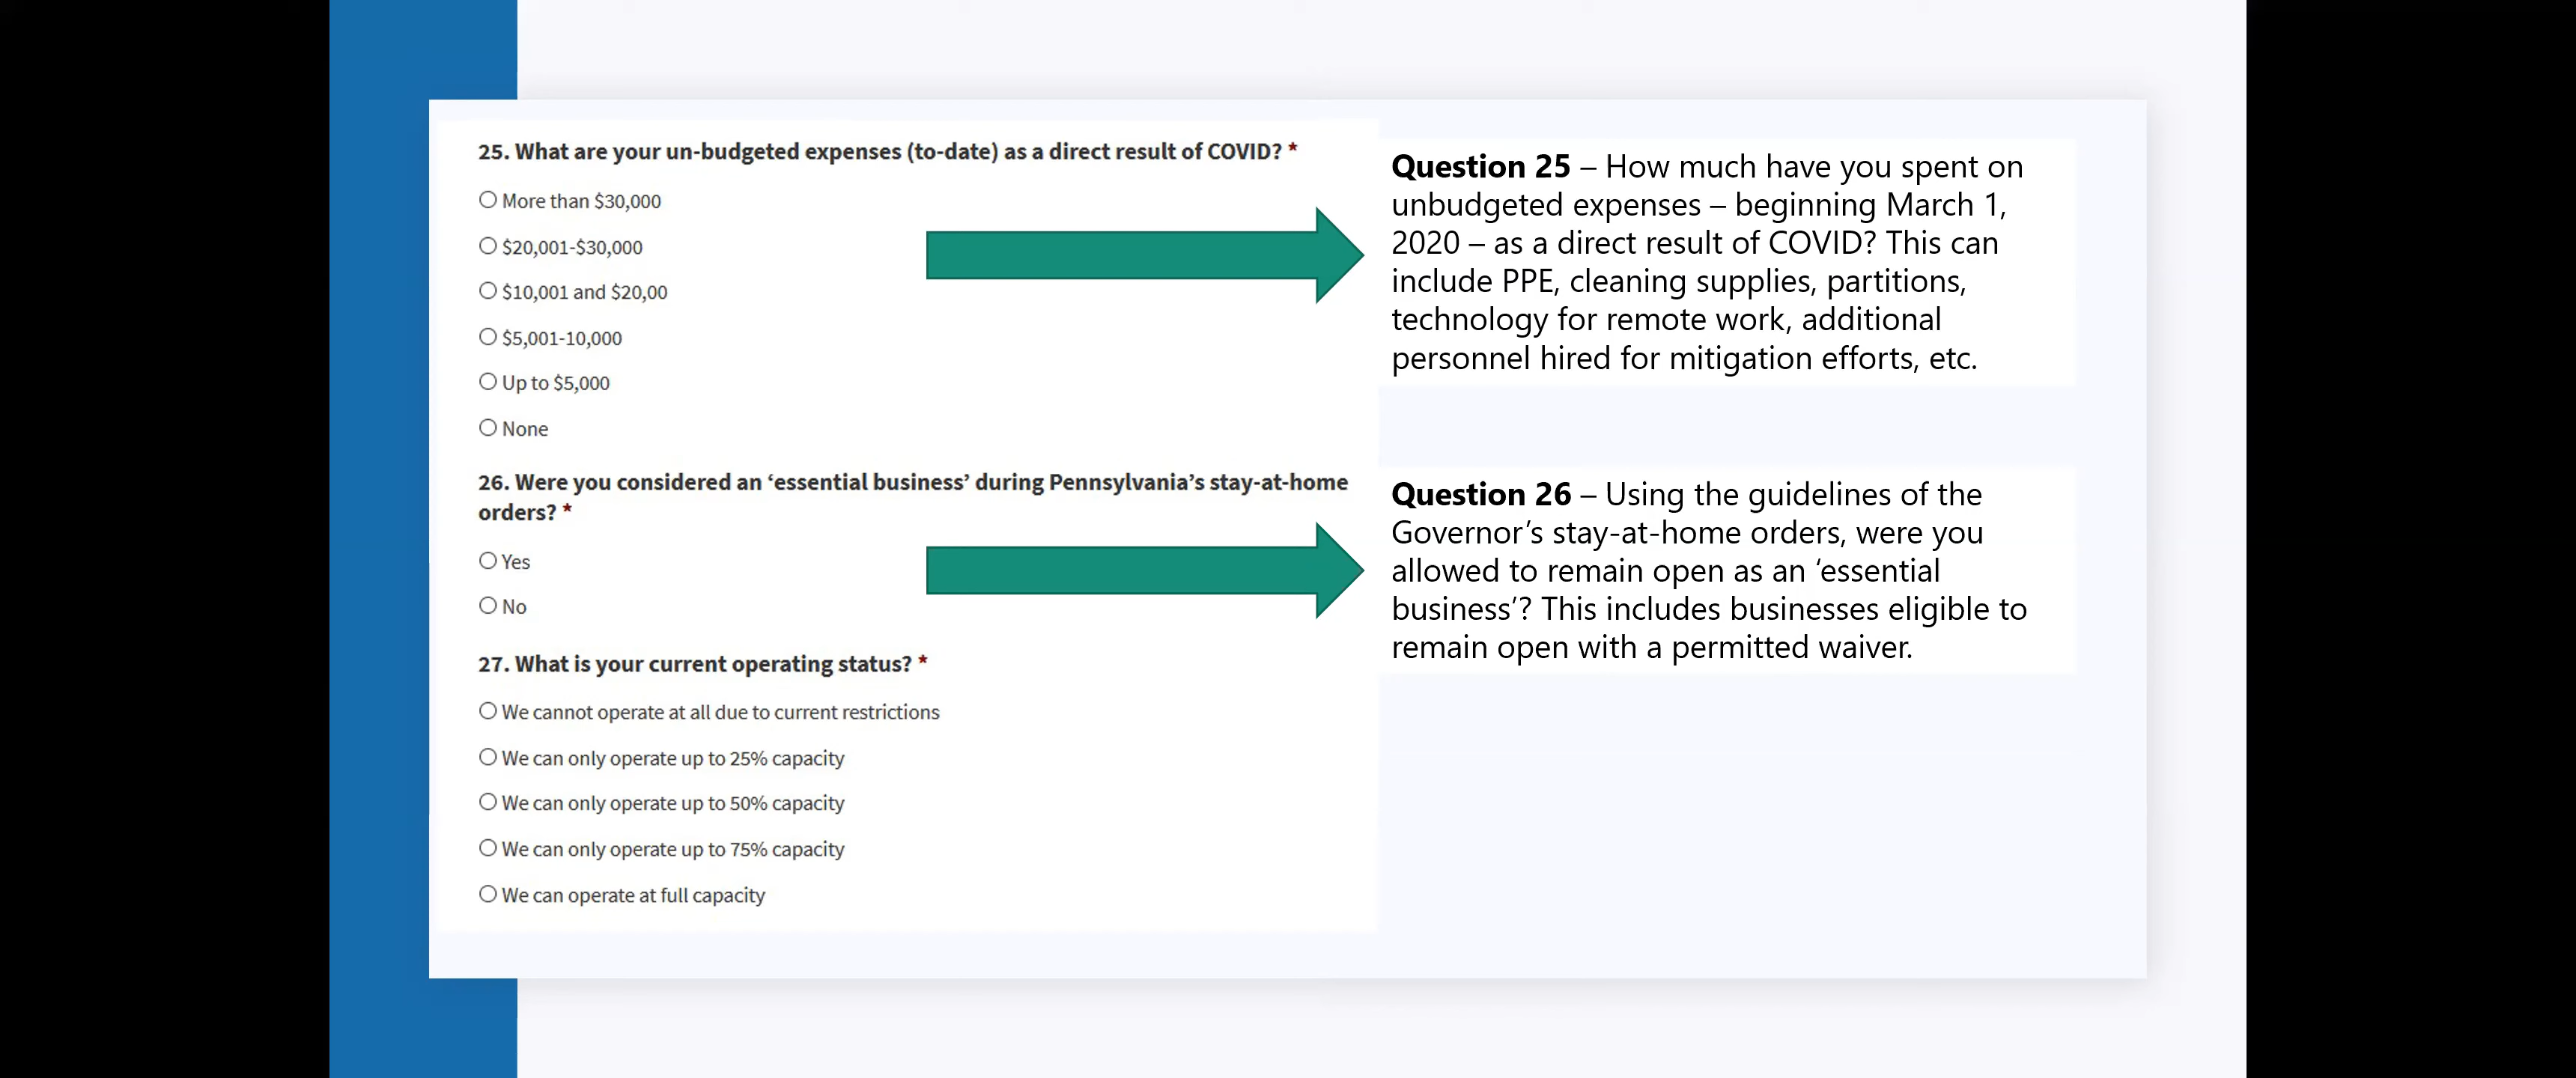 25. What are your un-budgeted expenses (to-date) as a direct result of COVID? *
More than $30,000
$20,001-$30,000
$10,001 and $20,00
$5,001-10,000
Up to $5,000
None
26. Were you considered an ‘essential business’ during Pennsylvania’s stay-at-home
orders? *
Yes
No
27. What is your current operating status? *
We cannot operate at all due to current restrictions
We can only operate up to 25% capacity
We can only operate up to 50% capacity
We can only operate up to 75% capacity
We can operate at full capacity
Question 25 – How much have you spent on
unbudgeted expenses – beginning March 1,
2020 – as a direct result of COVID? This can
include PPE, cleaning supplies, partitions,
technology for remote work, additional
personnel hired for mitigation efforts, etc.
Question 26 – Using the guidelines of the
Governor’s stay-at-home orders, were you
allowed to remain open as an ‘essential
business’? This includes businesses eligible to
remain open with a permitted waiver.